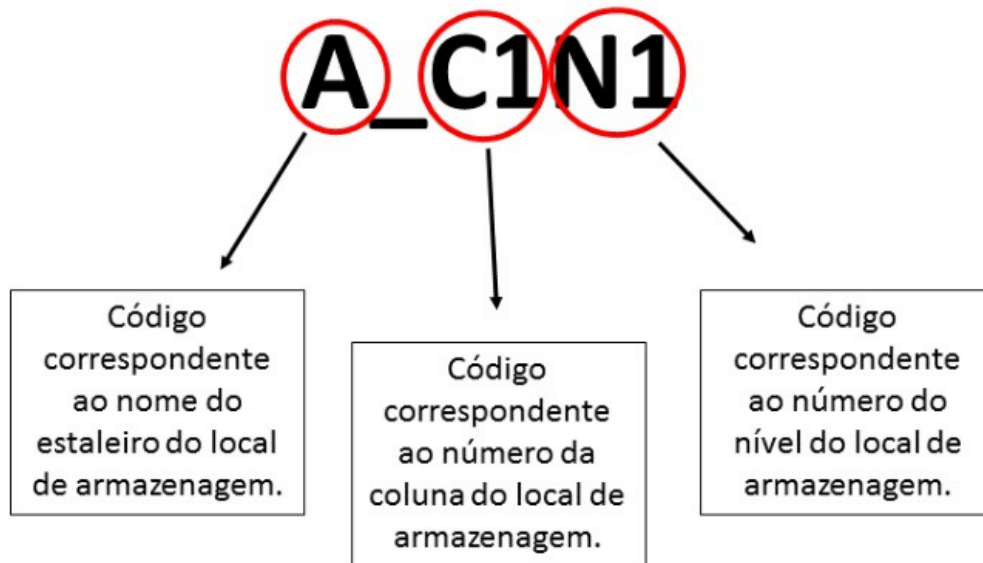 A_C1N1
Código
correspondente
ao nome do
estaleiro do local
de armazenagem.
Código
correspondente
ao número da
coluna do local de
armazenagem.
Código
correspondente
ao número do
nível do local de
armazenagem.